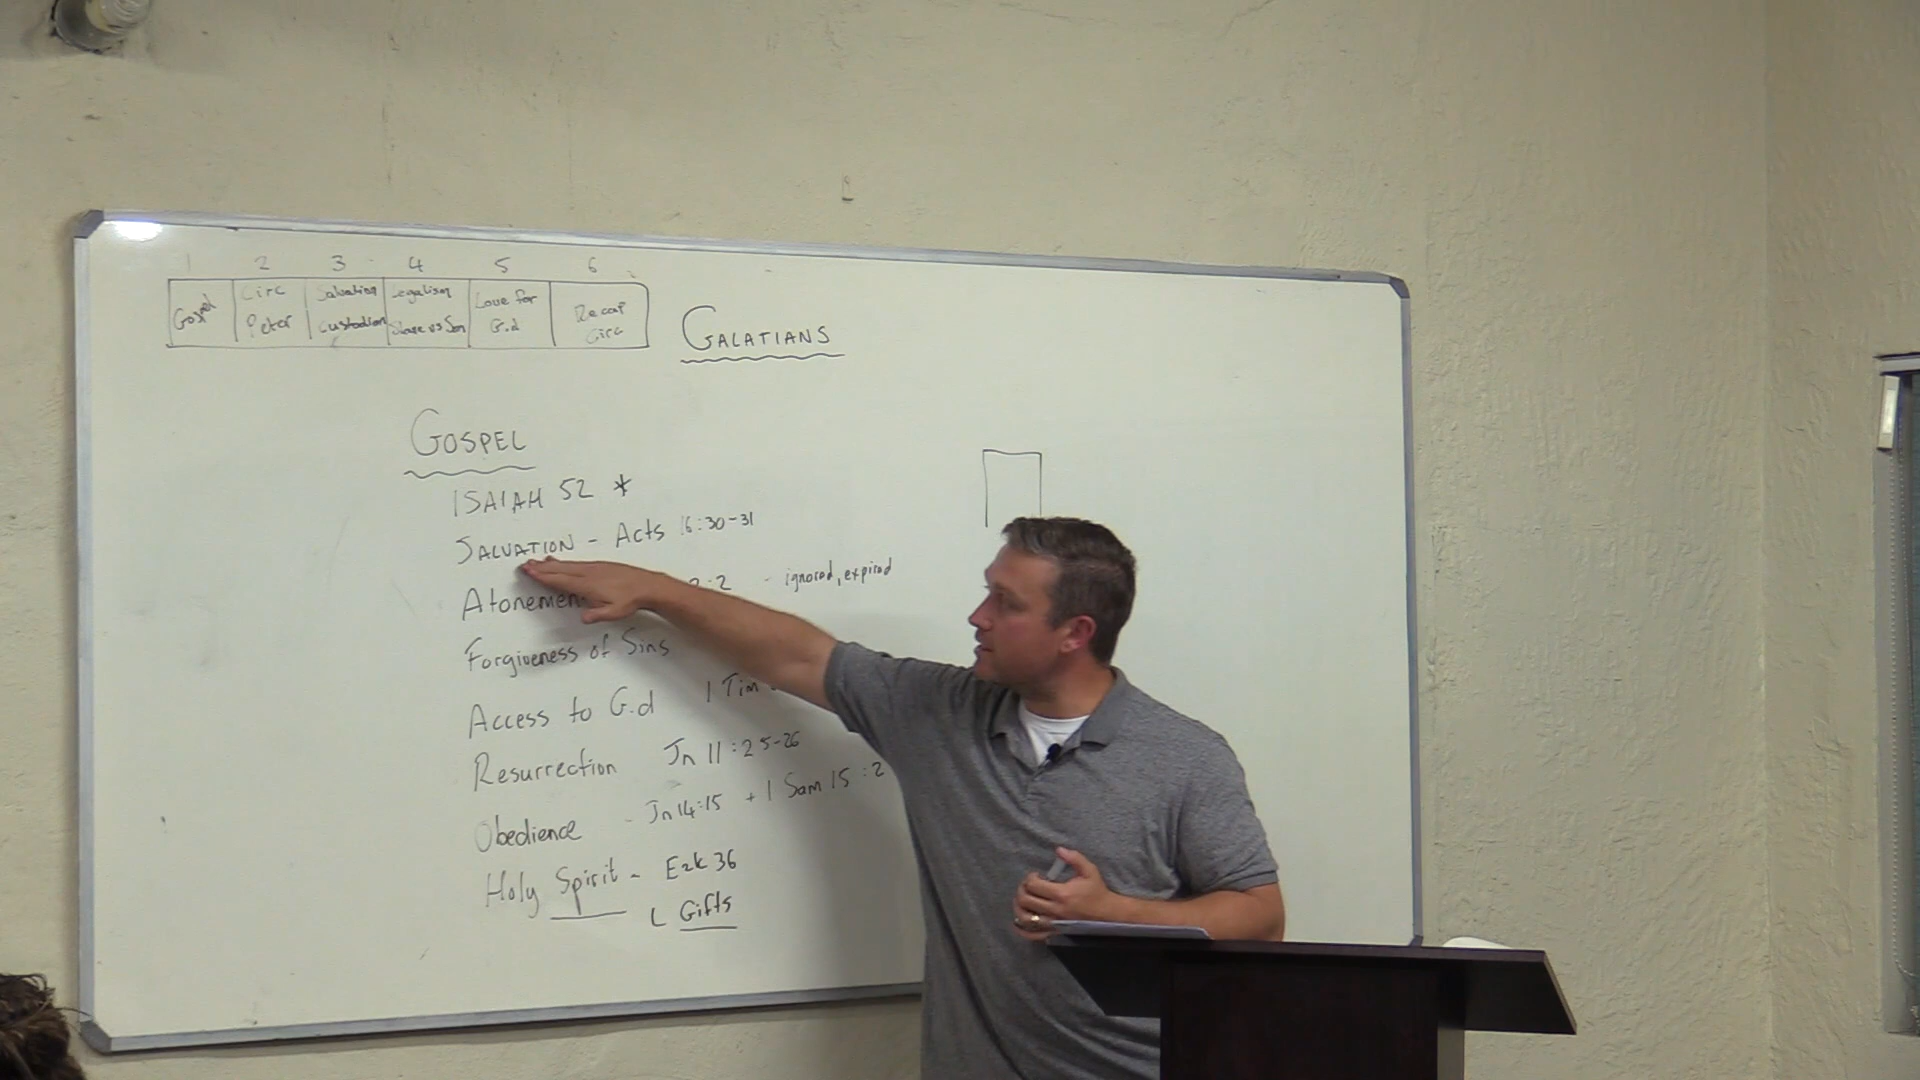 1 2 3 4 5 6
Gospel Circ Peter Salvation Custodian Legalism Slave vs Son Love for G.d Recap Circ
GALATIANS
GOSPEL
ISAIAH 52 *
SALVATION - Acts 16:30-31
Atonemen :2 - ignored, expired
Forgiveness of Sins
Access to G.d 1 Tim
Resurrection Jn 11:25-26
Obedience - Jn 14:15 + 1 Sam 15:2
Holy Spirit - Ezk 36
Gifts